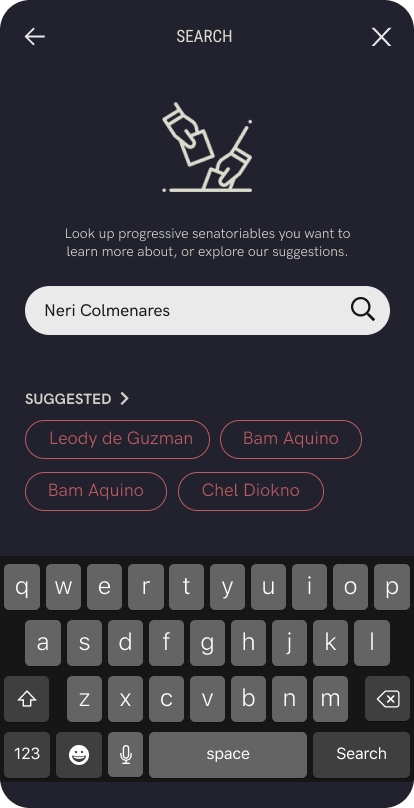 SEARCH
Look up progressive senatoriables you want to
learn more about, or explore our suggestions.
Neri Colmenares
SUGGESTED
Leody de Guzman Bam Aquino
Bam Aquino Chel Diokno
q w e r t y u i o p
a s d f g h j k l
z x c v b n m
123 space Search